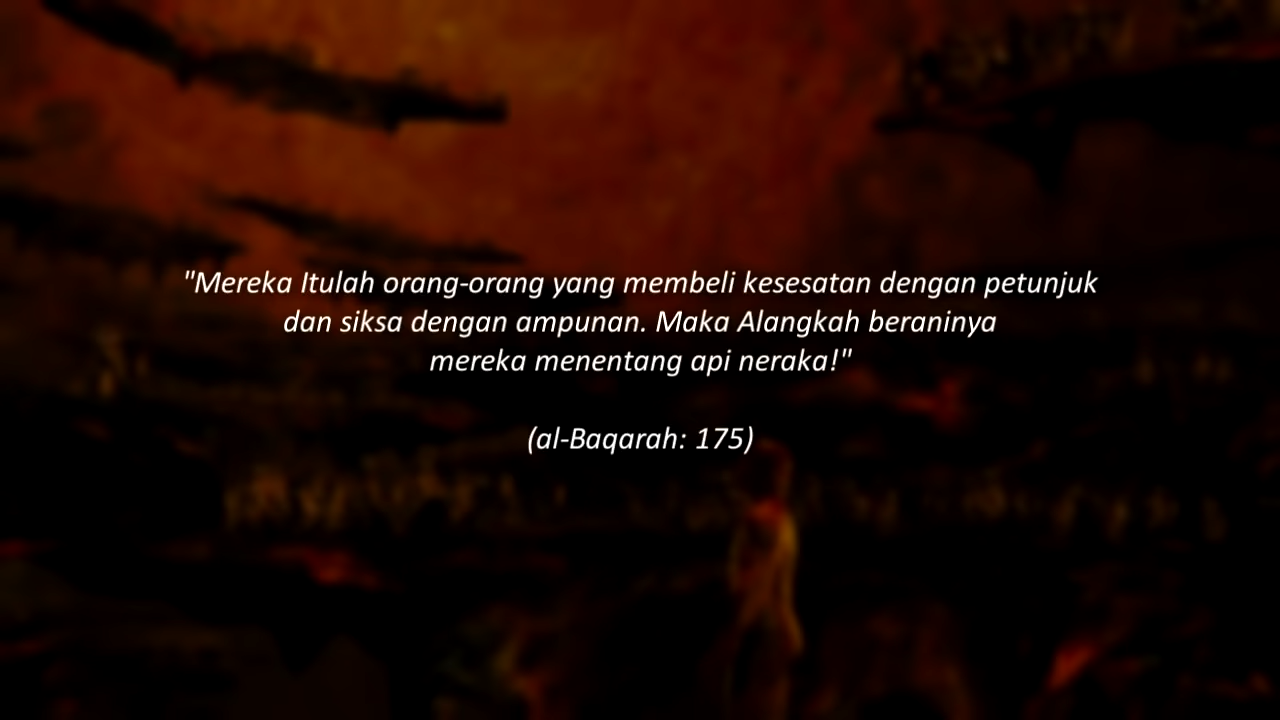 "Mereka Itulah orang-orang yang membeli kesesatan dengan petunjuk
dan siksa dengan ampunan. Maka Alangkah beraninya
mereka menentang api neraka!"
(al-Baqarah: 175)